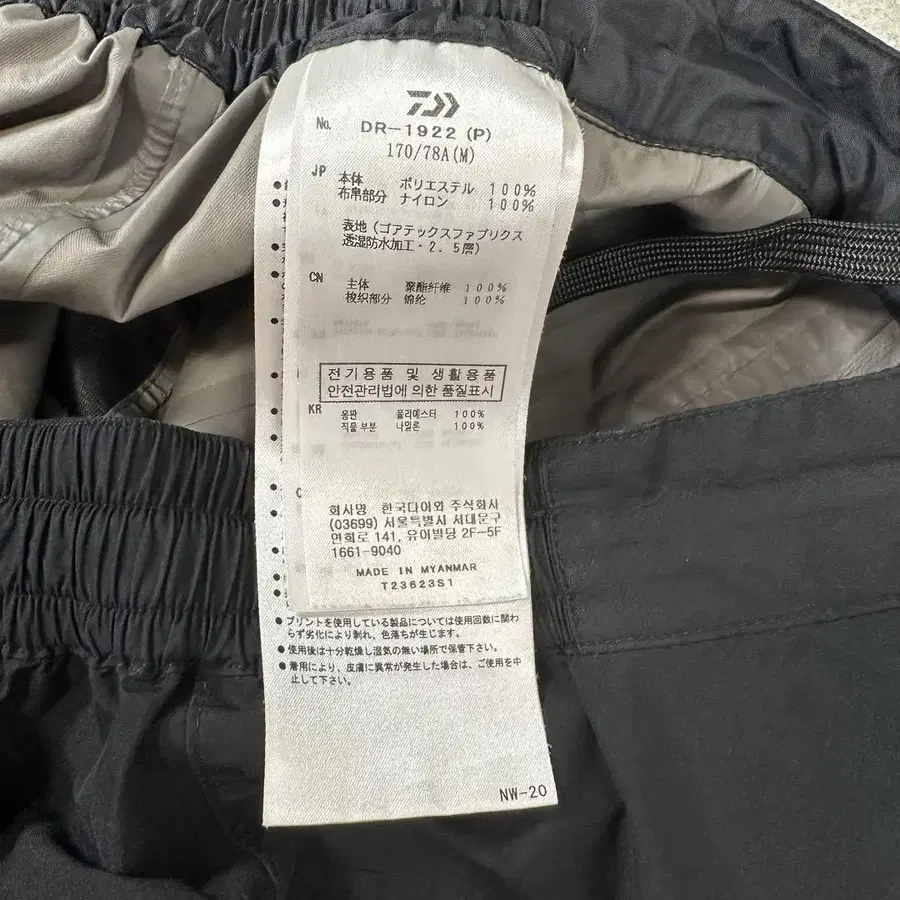 No. DR-1922 (P)
170/78A(M)
JP 本体 ポリエステル 100%
布帛部分 ナイロン 100%
表地(ゴアテックスファブリクス
透湿防水加工・2.5層)
CN 主体 聚酯纤维 100%
梭织部分 锦纶 100%
전기용품 및 생활용품
안전관리법에 의한 품질표시
KR 몸판 폴리에스터 100%
직물 부분 나일론 100%
회사명 한국다이와 주식회사
(03699) 서울특별시 서대문구
연희로 141, 유이빌딩 2F-5F
1661-9040
MADE IN MYANMAR
T23623S1
●プリントを使用している製品については使用回数に関わ
らず劣化により剥れ、色落ちが生じます。
●使用後は十分乾燥し湿気の無い場所で保管下さい。
●着用により、皮膚に異常が発生した場合は、ご使用を中
止して下さい。
NW-20